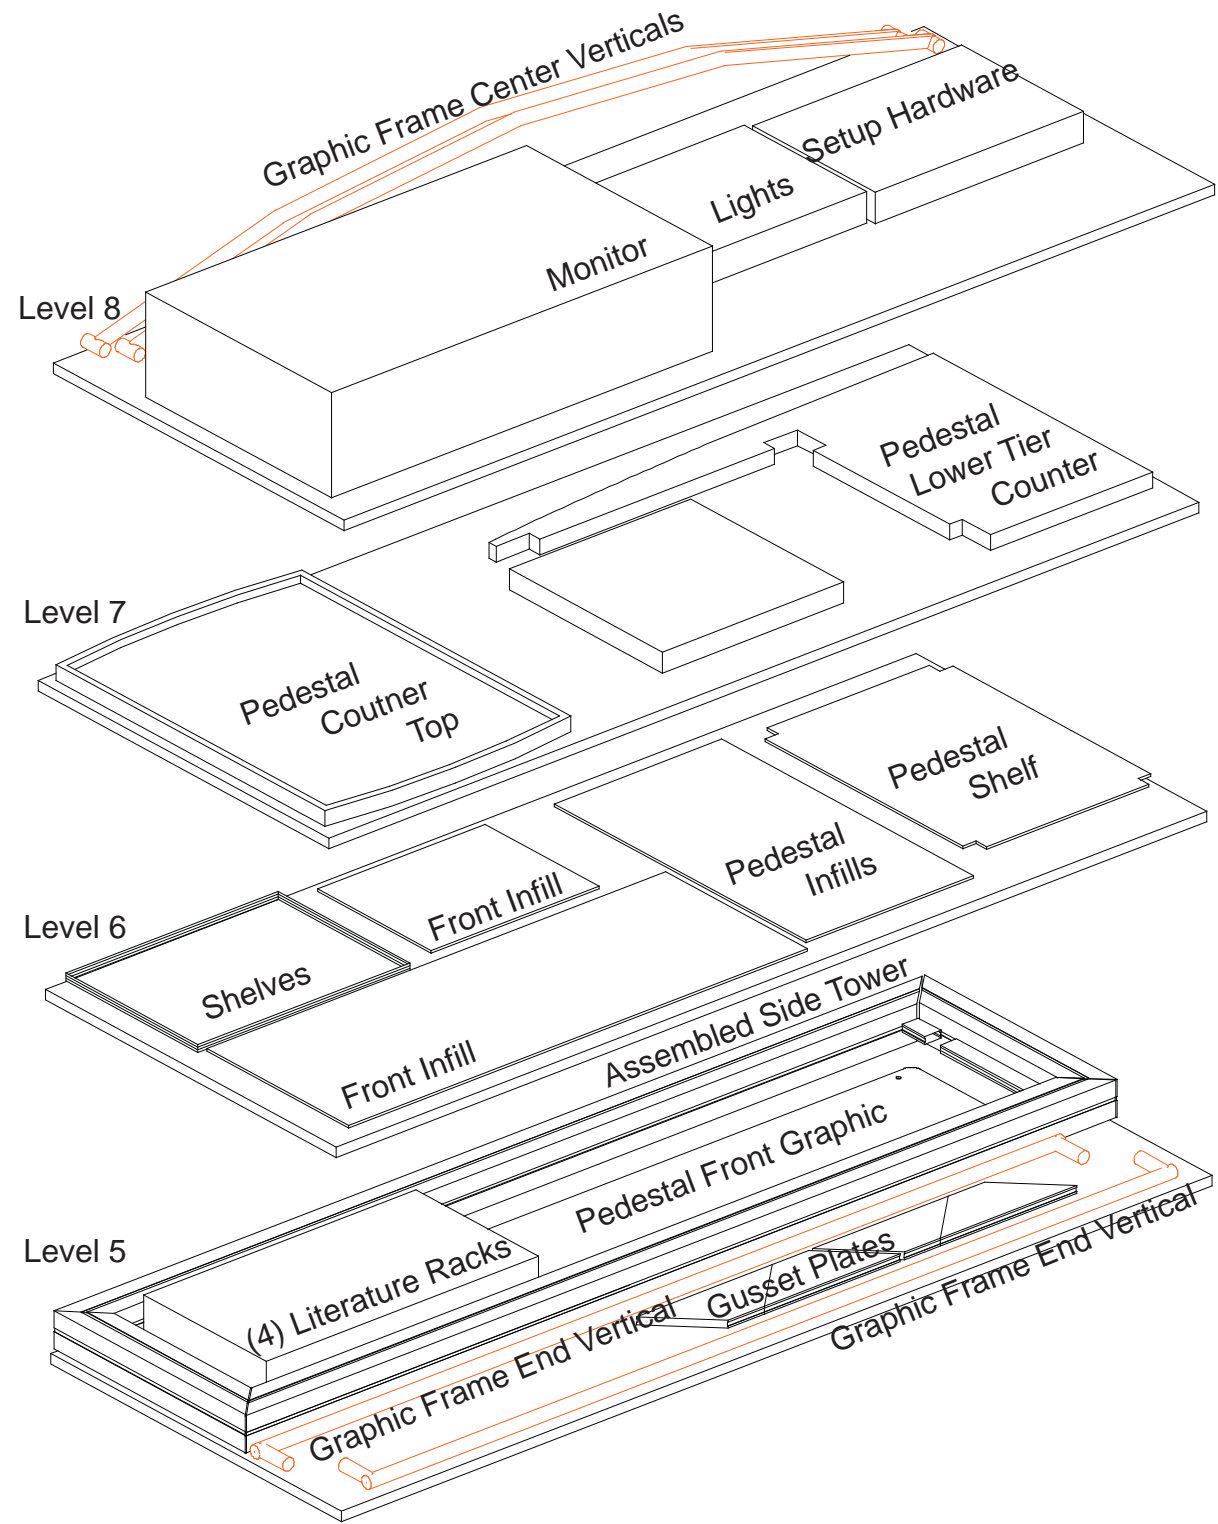 Graphic Frame Center Verticals
Setup Hardware
Lights
Monitor
Level 8
Pedestal
Lower Tier
Counter
Level 7
Pedestal
Coutner
Top
Pedestal
Shelf
Pedestal
Infills
Front Infill
Level 6
Shelves
Front Infill
Assembled Side Tower
Pedestal Front Graphic
Level 5
(4) Literature Racks
Gusset Plates
Graphic Frame End Vertical
Graphic Frame End Vertical